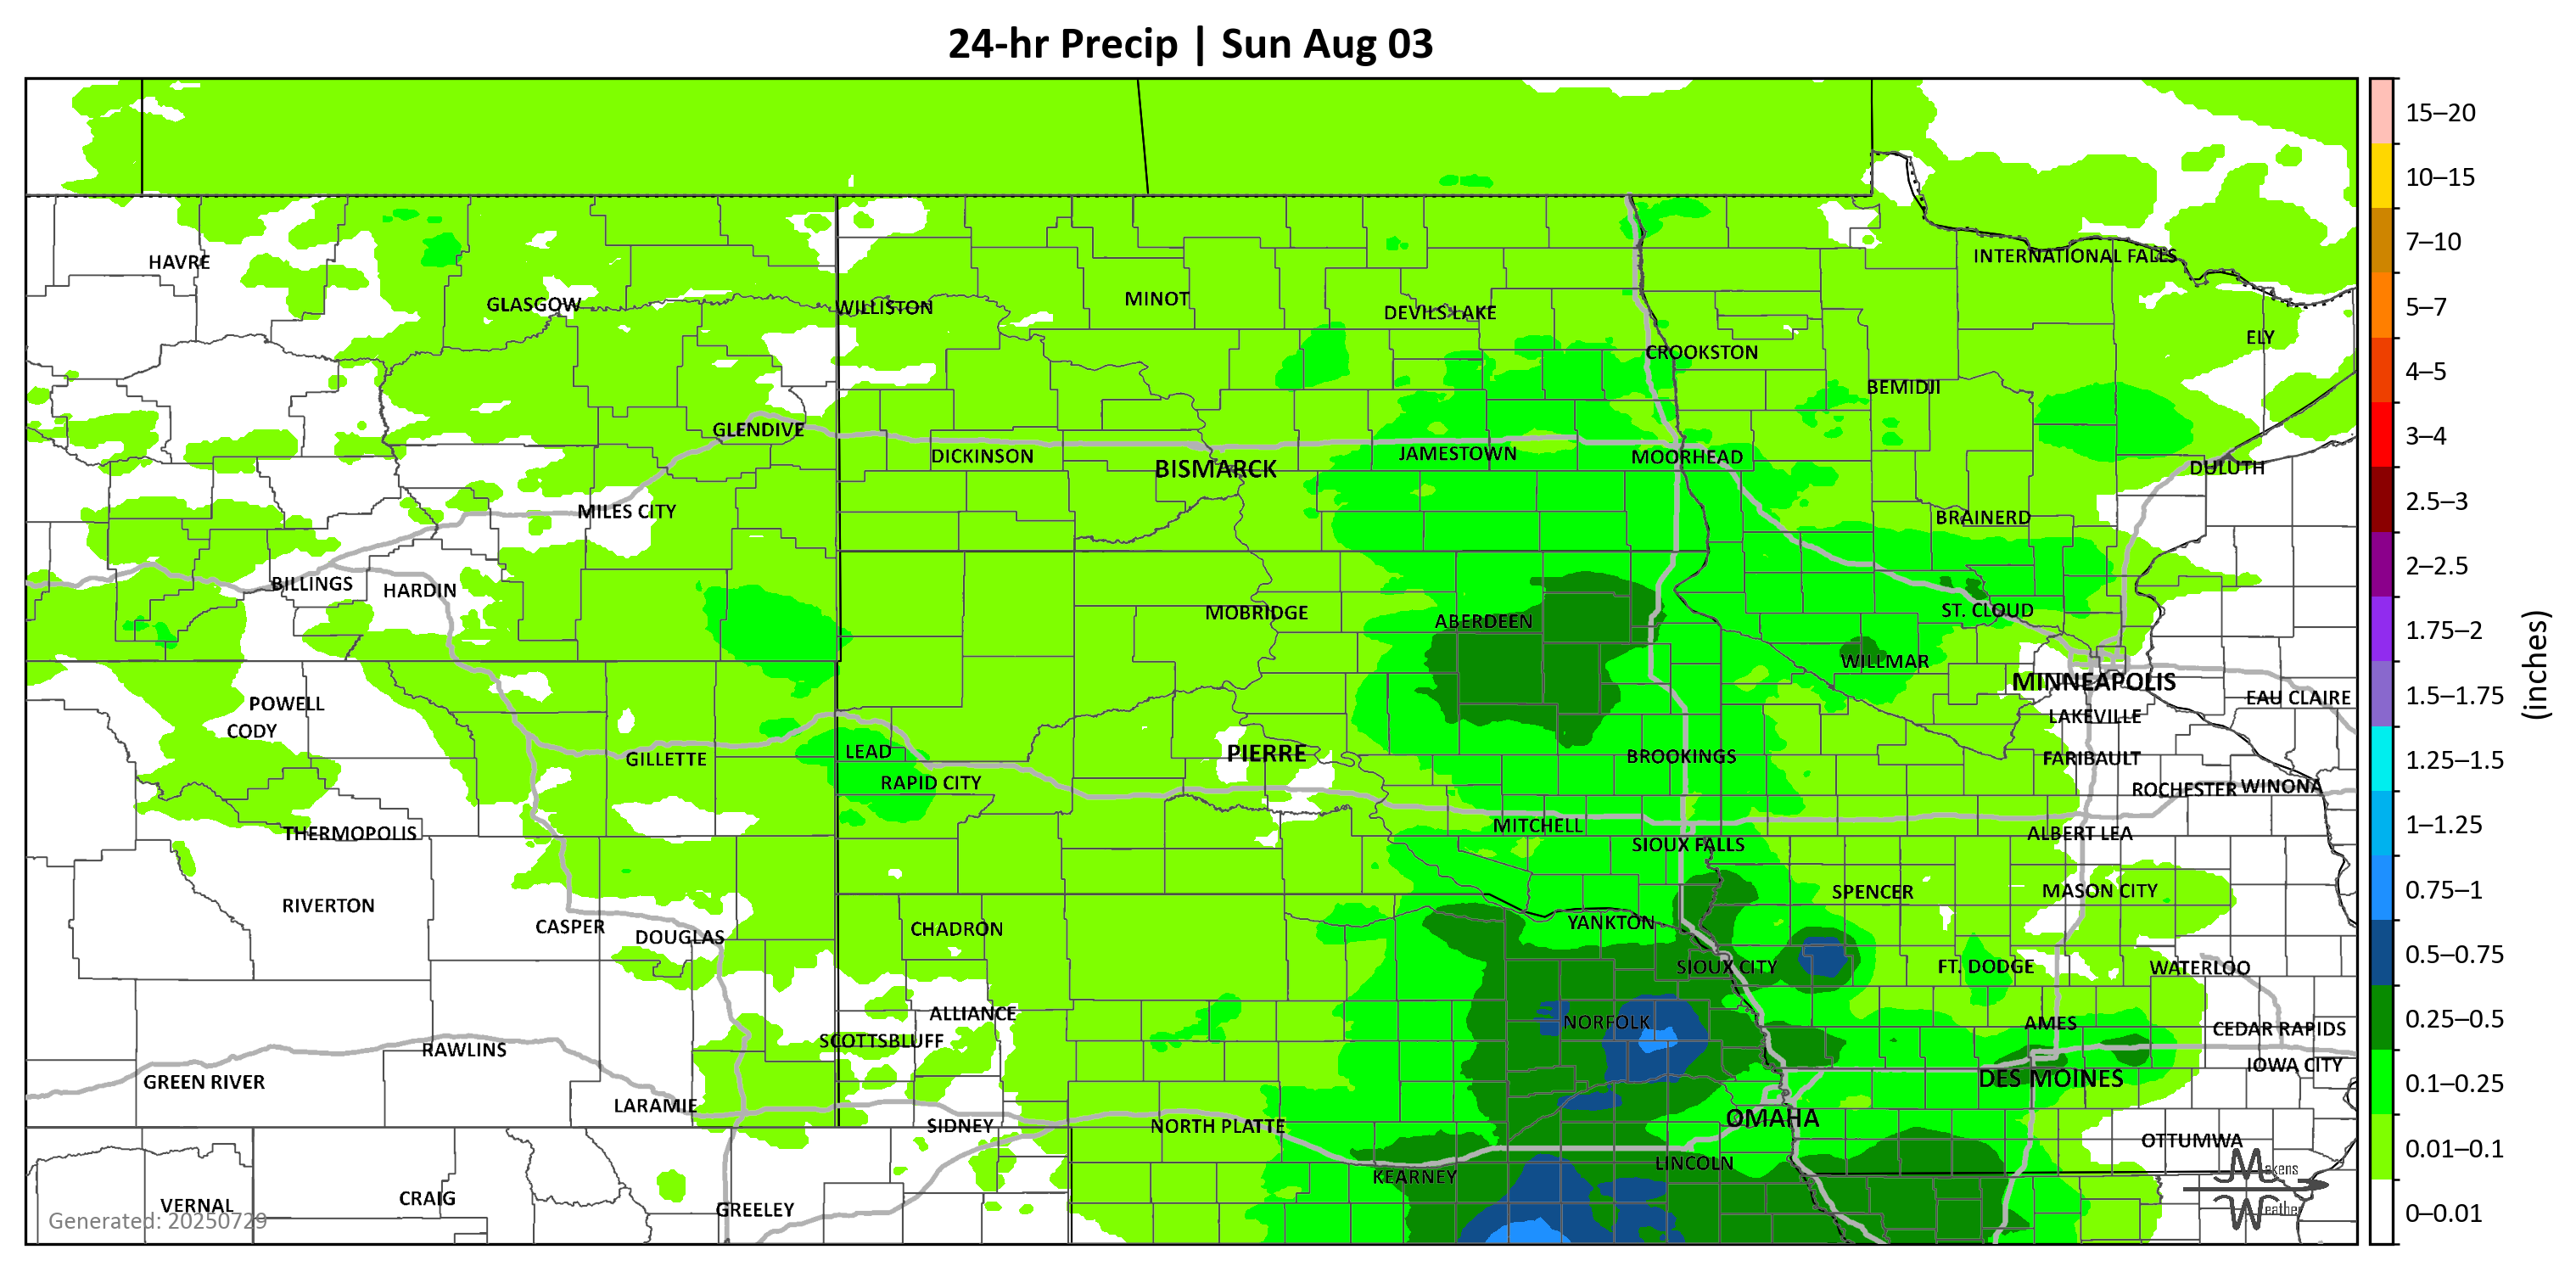 24-hr Precip | Sun Aug 03
15–20
10–15
7–10
5–7
4–5
3–4
2.5–3
2–2.5
1.75–2
1.5–1.75
1.25–1.5
1–1.25
0.75–1
0.5–0.75
0.25–0.5
0.1–0.25
0.01–0.1
0–0.01
(inches)
INTERNATIONAL FALLS
HAVRE
GLASGOW
WILLISTON
MINOT
DEVILS LAKE
ELY
CROOKSTON
BEMIDJI
GLENDIVE
DICKINSON
BISMARCK
JAMESTOWN
MOORHEAD
DULUTH
MILES CITY
BRAINERD
BILLINGS
HARDIN
MOBRIDGE
ABERDEEN
ST. CLOUD
WILLMAR
MINNEAPOLIS
POWELL
EAU CLAIRE
CODY
LAKEVILLE
GILLETTE
LEAD
PIERRE
BROOKINGS
FARIBAULT
RAPID CITY
ROCHESTER
WINONA
THERMOPOLIS
MITCHELL
ALBERT LEA
SIOUX FALLS
RIVERTON
SPENCER
MASON CITY
CASPER
DOUGLAS
CHADRON
YANKTON
SIOUX CITY
FT. DODGE
WATERLOO
ALLIANCE
NORFOLK
AMES
CEDAR RAPIDS
RAWLINS
SCOTTSBLUFF
IOWA CITY
GREEN RIVER
DES MOINES
LARAMIE
SIDNEY
NORTH PLATTE
OMAHA
OTTUMWA
KEARNEY
LINCOLN
VERNAL
CRAIG
GREELEY
Generated: 20250729
Makens
Weather